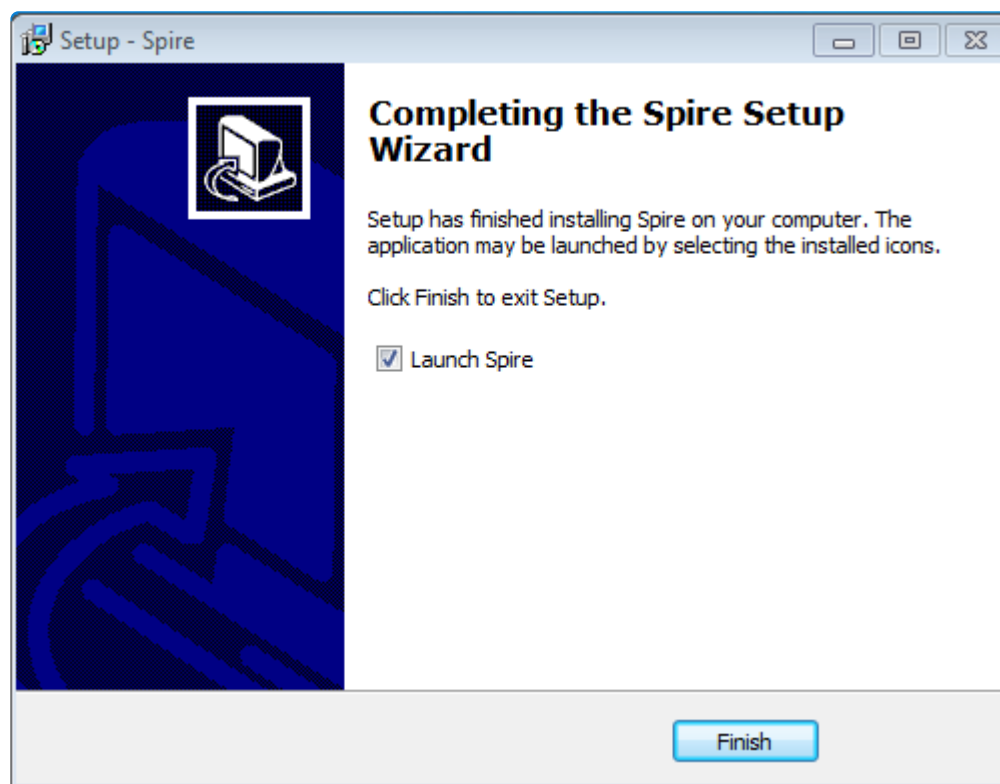 Setup - Spire
Completing the Spire Setup
Wizard
Setup has finished installing Spire on your computer. The
application may be launched by selecting the installed icons.
Click Finish to exit Setup.
Launch Spire
Finish